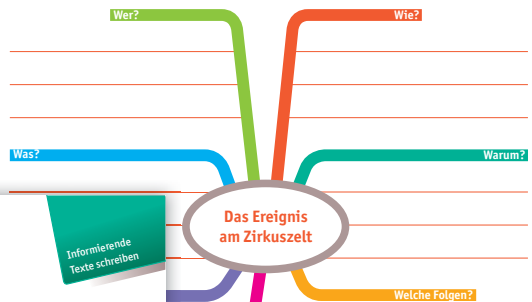 Wer?
Wie?
Was?
Warum?
Das Ereignis
am Zirkuszelt
Informierende
Texte schreiben
Welche Folgen?